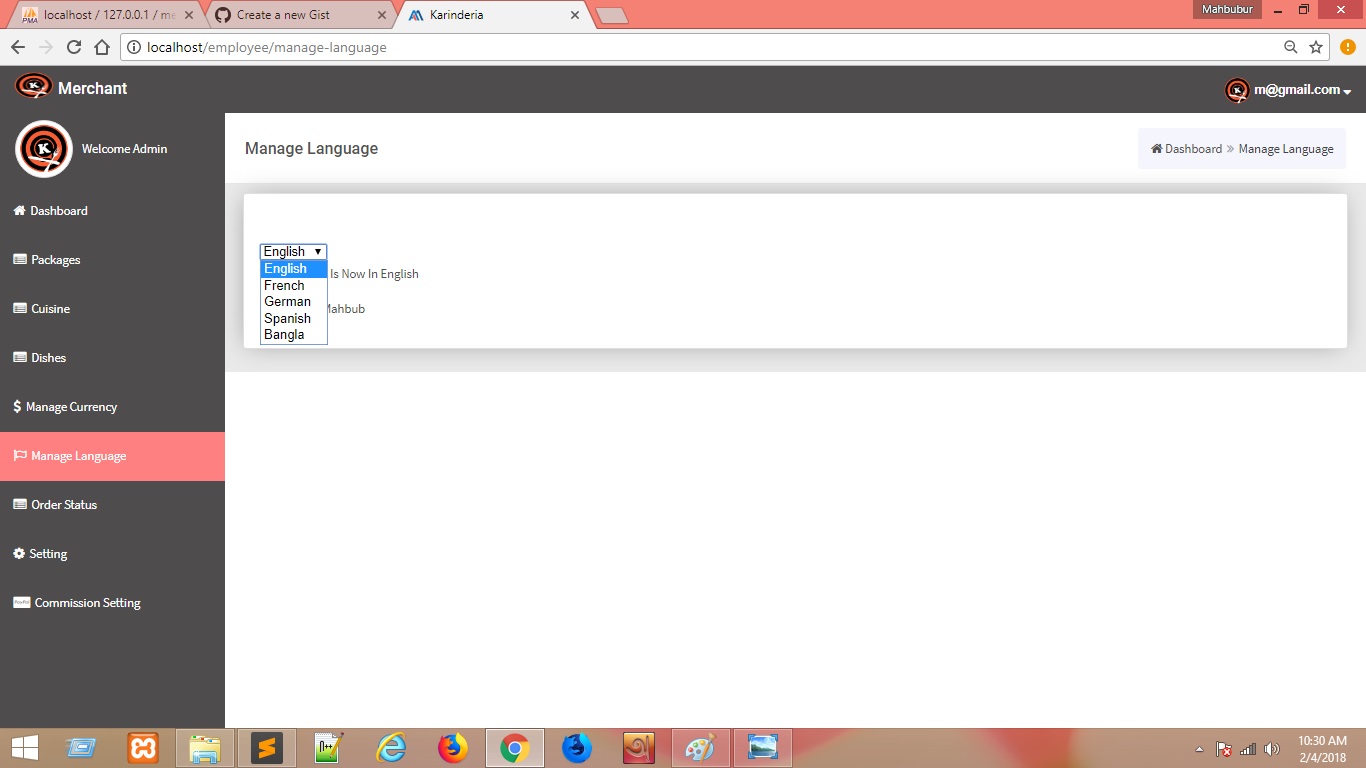 localhost / 127.0.0.1 / me
Create a new Gist
Karinderia
Mahbubur
localhost/employee/manage-language
Merchant
m@gmail.com
Welcome Admin
Manage Language
Dashboard » Manage Language
Dashboard
Packages
Cuisine
Dishes
$ Manage Currency
Manage Language
Order Status
Setting
Commission Setting
English
English
French
German
Spanish
Bangla
Is Now In English
Mahbub
10:30 AM
2/4/2018